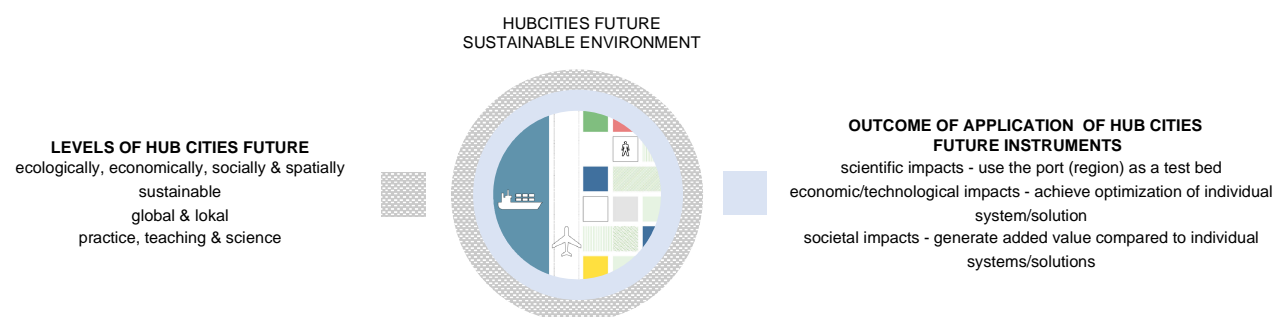 HUBCITIES FUTURE
SUSTAINABLE ENVIRONMENT
LEVELS OF HUB CITIES FUTURE
ecologically, economically, socially & spatially
sustainable
global & lokal
practice, teaching & science
OUTCOME OF APPLICATION OF HUB CITIES
FUTURE INSTRUMENTS
scientific impacts - use the port (region) as a test bed
economic/technological impacts - achieve optimization of individual
system/solution
societal impacts - generate added value compared to individual
systems/solutions